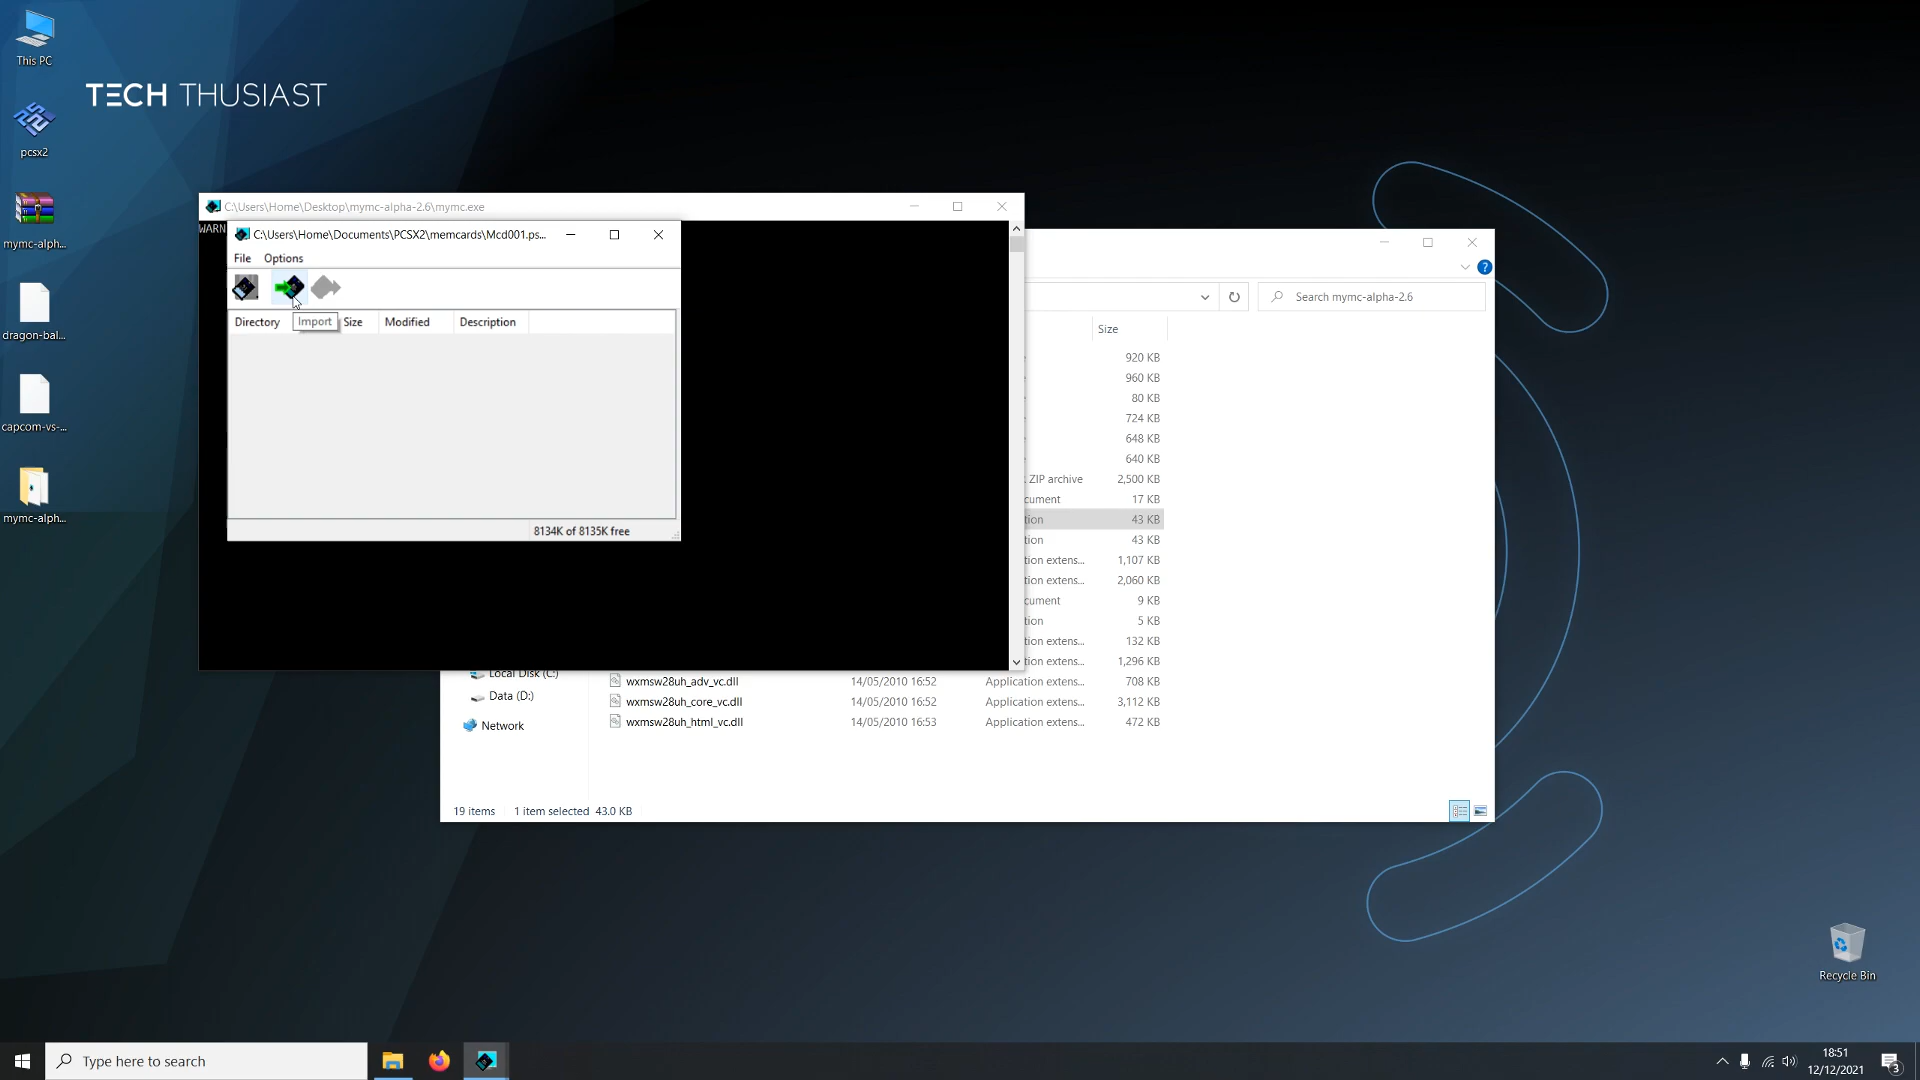 This PC
TECH THUSIAST
pcsx2
mymc-alph...
dragon-bal...
capcom-vs-...
mymc-alph...
C:\Users\Home\Desktop\mymc-alpha-2.6\mymc.exe
WARN
C:\Users\Home\Documents\PCSX2\memcards\Mcd001.ps...
File Options
Directory Import Size Modified Description
8134K of 8135K free
Search mymc-alpha-2.6
Size
920 KB
960 KB
80 KB
724 KB
648 KB
640 KB
ZIP archive 2,500 KB
cument 17 KB
tion 43 KB
tion 43 KB
tion extens... 1,107 KB
tion extens... 2,060 KB
cument 9 KB
tion 5 KB
tion extens... 132 KB
tion extens... 1,296 KB
Local Disk (C:)
wxmsw28uh_adv_vc.dll 14/05/2010 16:52 Application extens... 708 KB
Data (D:)
wxmsw28uh_core_vc.dll 14/05/2010 16:52 Application extens... 3,112 KB
Network
wxmsw28uh_html_vc.dll 14/05/2010 16:53 Application extens... 472 KB
19 items 1 item selected 43.0 KB
Recycle Bin
Type here to search
18:51
12/12/2021
3